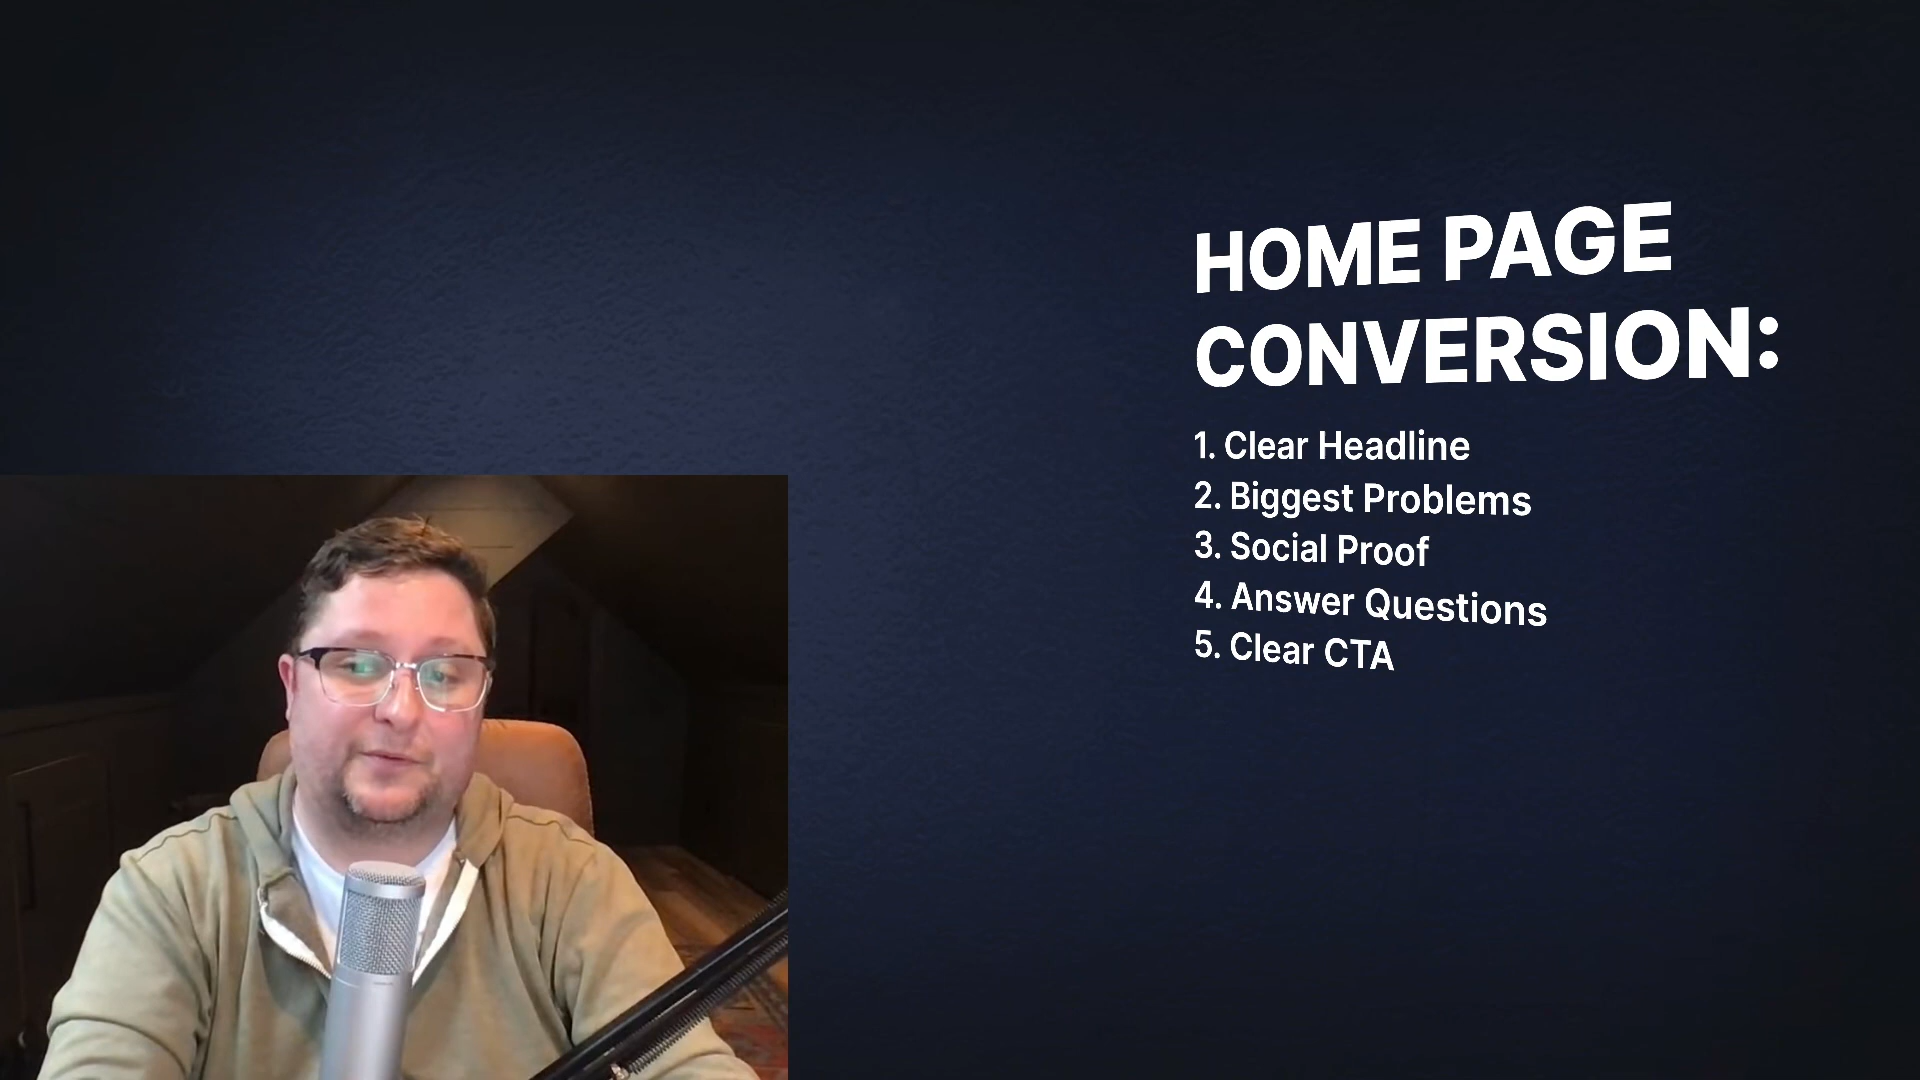 HOME PAGE
CONVERSION:
1. Clear Headline
2. Biggest Problems
3. Social Proof
4. Answer Questions
5. Clear CTA